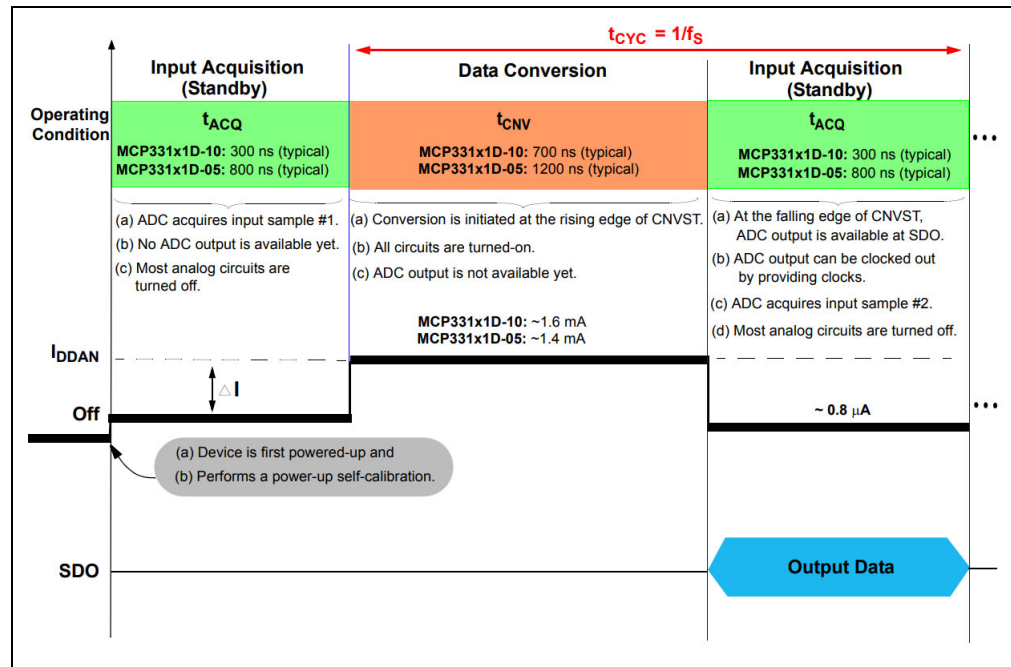 tCYC = 1/fS
Input Acquisition
(Standby)
Data Conversion
Input Acquisition
(Standby)
Operating
Condition
tACQ
MCP331x1D-10: 300 ns (typical)
MCP331x1D-05: 800 ns (typical)
tCNV
MCP331x1D-10: 700 ns (typical)
MCP331x1D-05: 1200 ns (typical)
tACQ
MCP331x1D-10: 300 ns (typical)
MCP331x1D-05: 800 ns (typical)
(a) ADC acquires input sample #1.
(b) No ADC output is available yet.
(c) Most analog circuits are
turned off.
(a) Conversion is initiated at the rising edge of CNVST.
(b) All circuits are turned-on.
(c) ADC output is not available yet.
(a) At the falling edge of CNVST,
ADC output is available at SDO.
(b) ADC output can be clocked out
by providing clocks.
(c) ADC acquires input sample #2.
(d) Most analog circuits are turned off.
MCP331x1D-10: ~1.6 mA
MCP331x1D-05: ~1.4 mA
IDDAN
△I
Off
~ 0.8 μA
(a) Device is first powered-up and
(b) Performs a power-up self-calibration.
SDO
Output Data